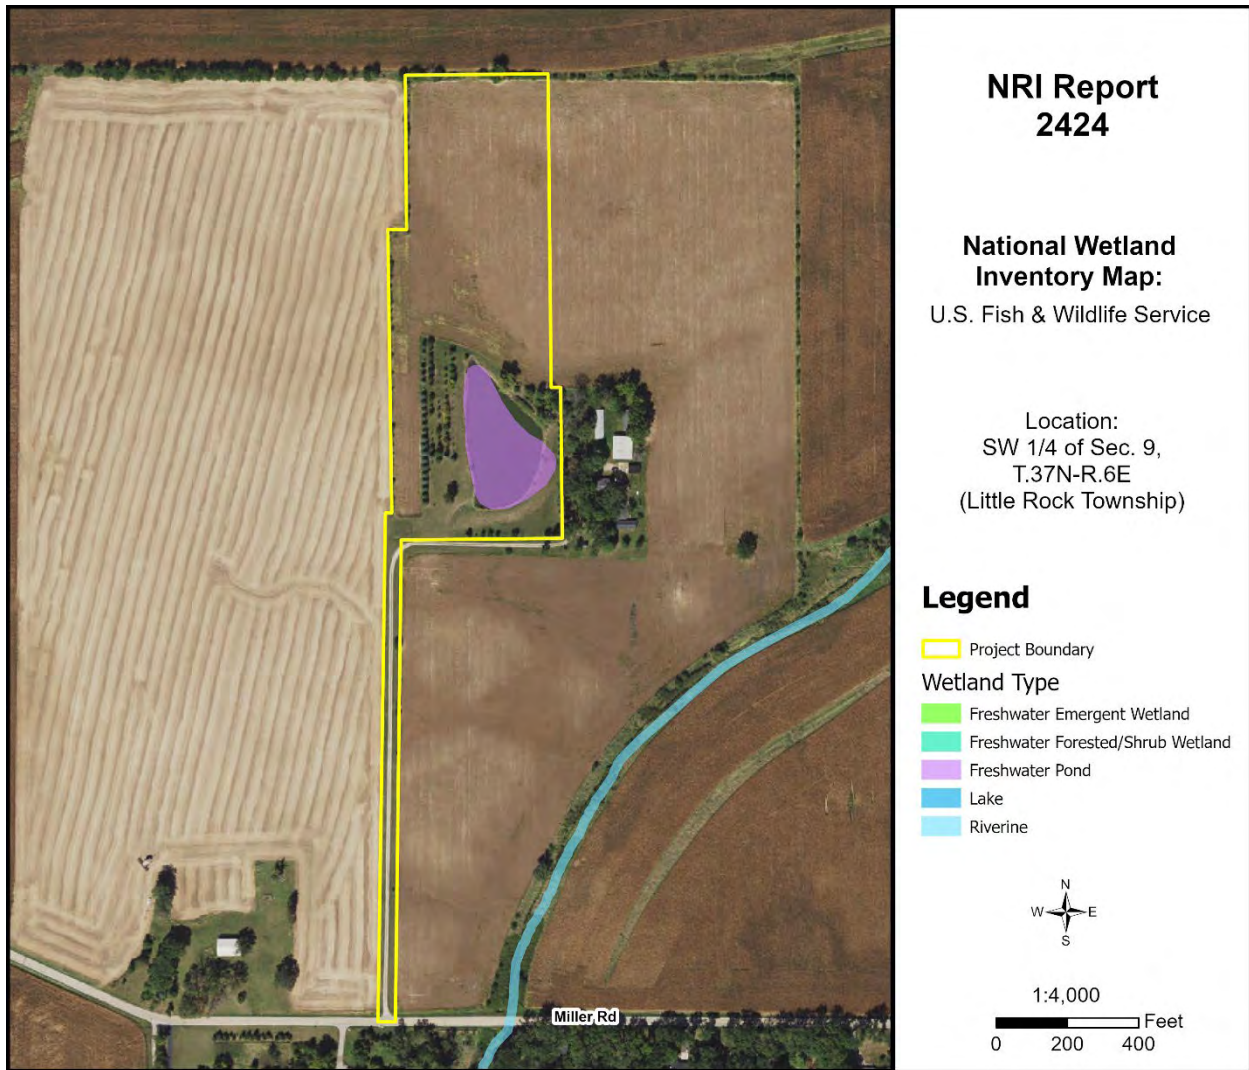 NRI Report
2424
National Wetland
Inventory Map:
U.S. Fish & Wildlife Service
Location:
SW 1/4 of Sec. 9,
T.37N-R.6E
(Little Rock Township)
Legend
Project Boundary
Wetland Type
Freshwater Emergent Wetland
Freshwater Forested/Shrub Wetland
Freshwater Pond
Lake
Riverine
N
W E
S
1:4,000
Feet
0 200 400
Miller Rd